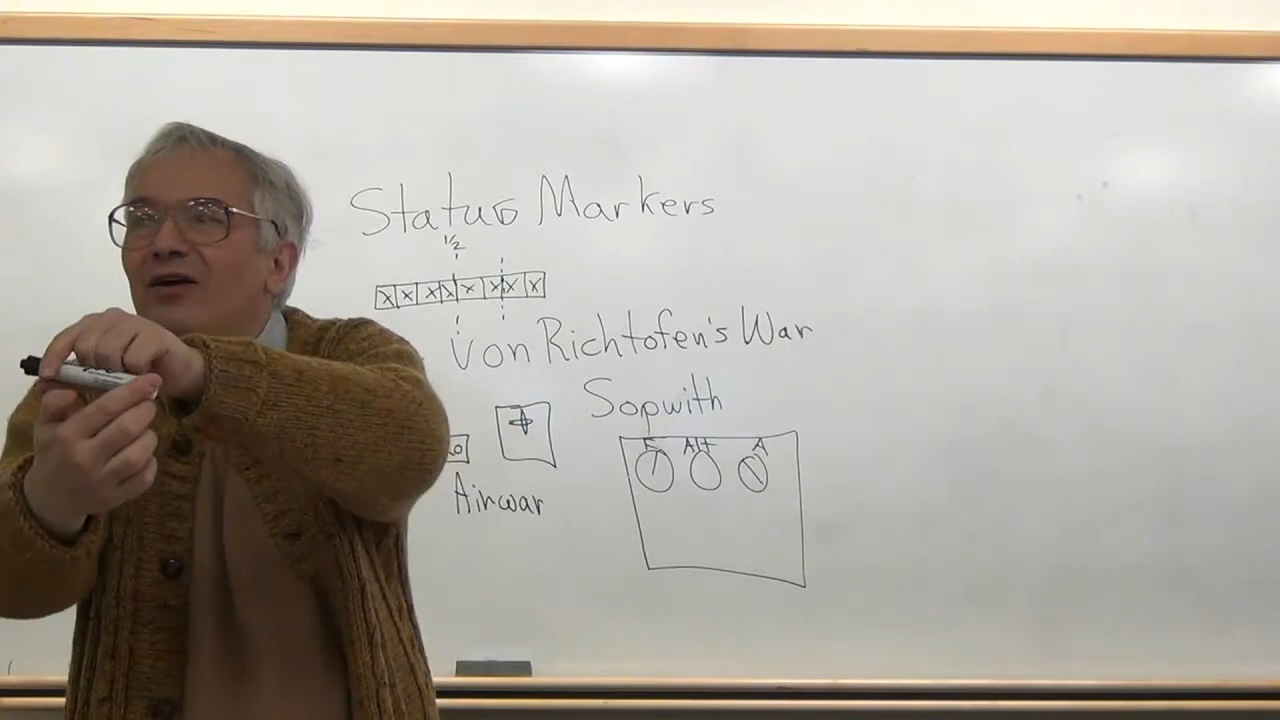 Status Markers
1/2
X X X X X X X X
Von Richtofen's War
Sopwith
F Alt A
Airwar